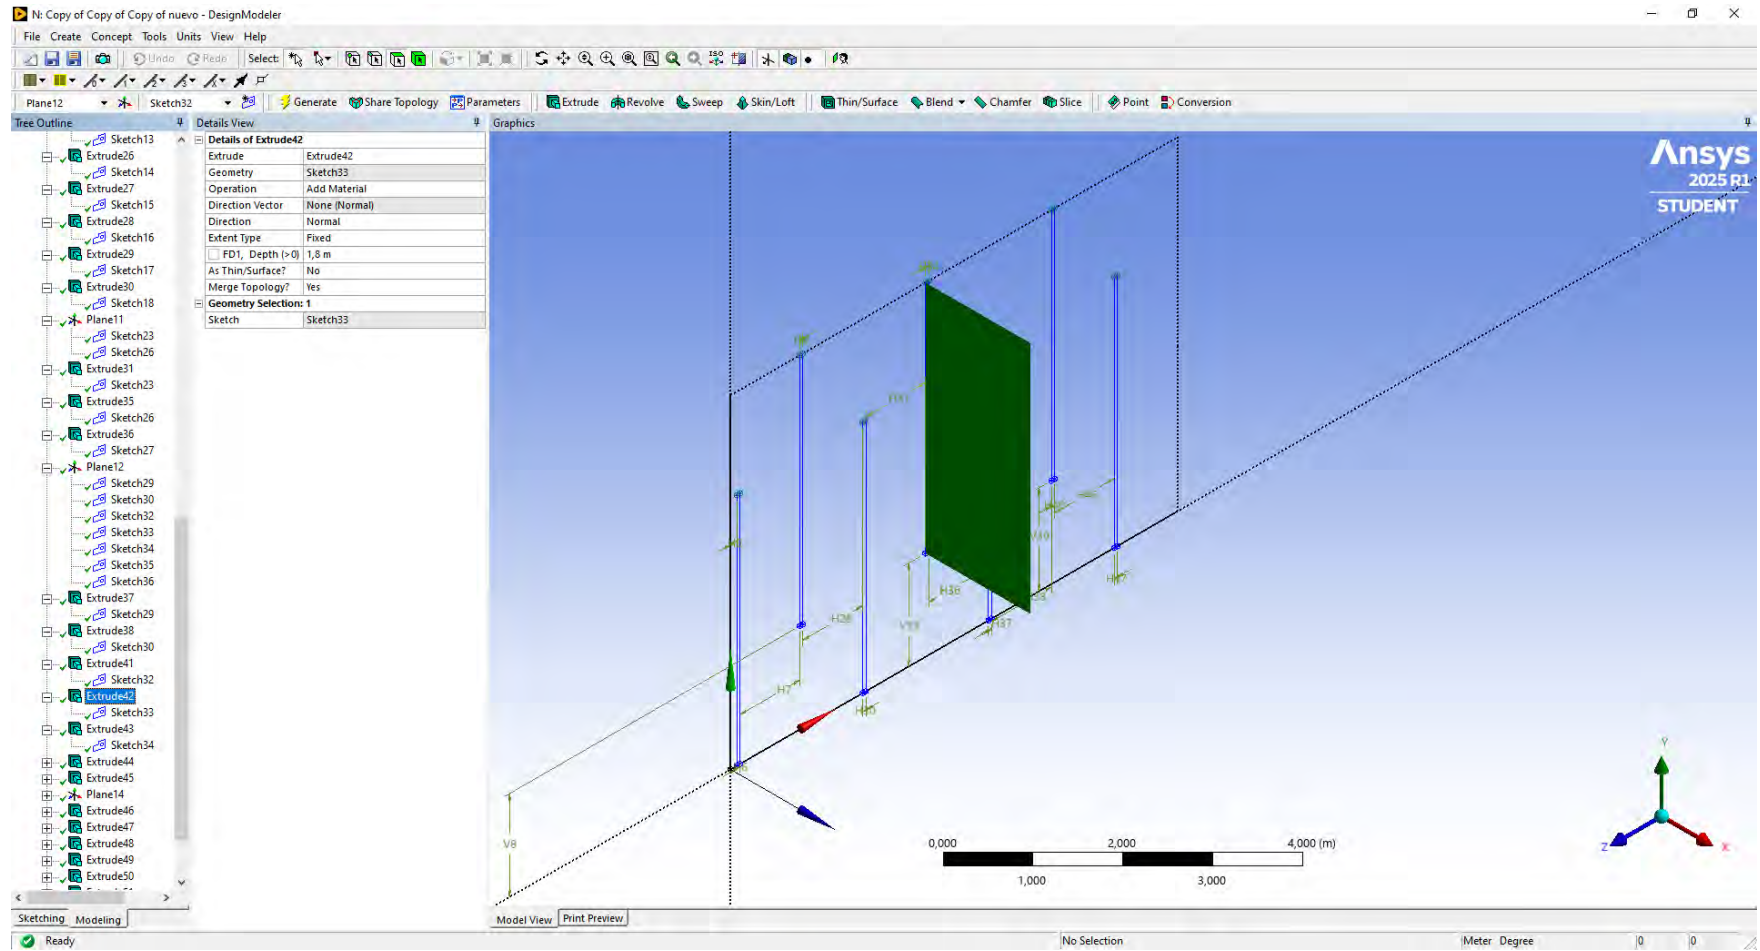 N: Copy of Copy of Copy of nuevo - DesignModeler
File Create Concept Tools Units View Help
Undo Redo Select: ISO
Plane12 Sketch32 Generate Share Topology Parameters Extrude Revolve Sweep Skin/Loft Thin/Surface Blend Chamfer Slice Point Conversion
Tree Outline
Sketch13
Extrude26
Sketch14
Extrude27
Sketch15
Extrude28
Sketch16
Extrude29
Sketch17
Extrude30
Sketch18
Plane11
Sketch23
Sketch26
Extrude31
Sketch23
Extrude35
Sketch26
Extrude36
Sketch27
Plane12
Sketch29
Sketch30
Sketch32
Sketch33
Sketch34
Sketch35
Sketch36
Extrude37
Sketch29
Extrude38
Sketch30
Extrude41
Sketch32
Extrude42
Sketch33
Extrude43
Sketch34
Extrude44
Extrude45
Plane14
Extrude46
Extrude47
Extrude48
Extrude49
Extrude50
Sketching Modeling
Details View
Details of Extrude42
Extrude Extrude42
Geometry Sketch33
Operation Add Material
Direction Vector None (Normal)
Direction Normal
Extent Type Fixed
FD1, Depth (>0) 1,8 m
As Thin/Surface? No
Merge Topology? Yes
Geometry Selection: 1
Sketch Sketch33
Graphics
Ansys
2025 R1
STUDENT
H36
H28
H37
H7
V8
Y
Z
X
0,000 2,000 4,000 (m)
1,000 3,000
Model View Print Preview
Ready No Selection Meter Degree 0 0